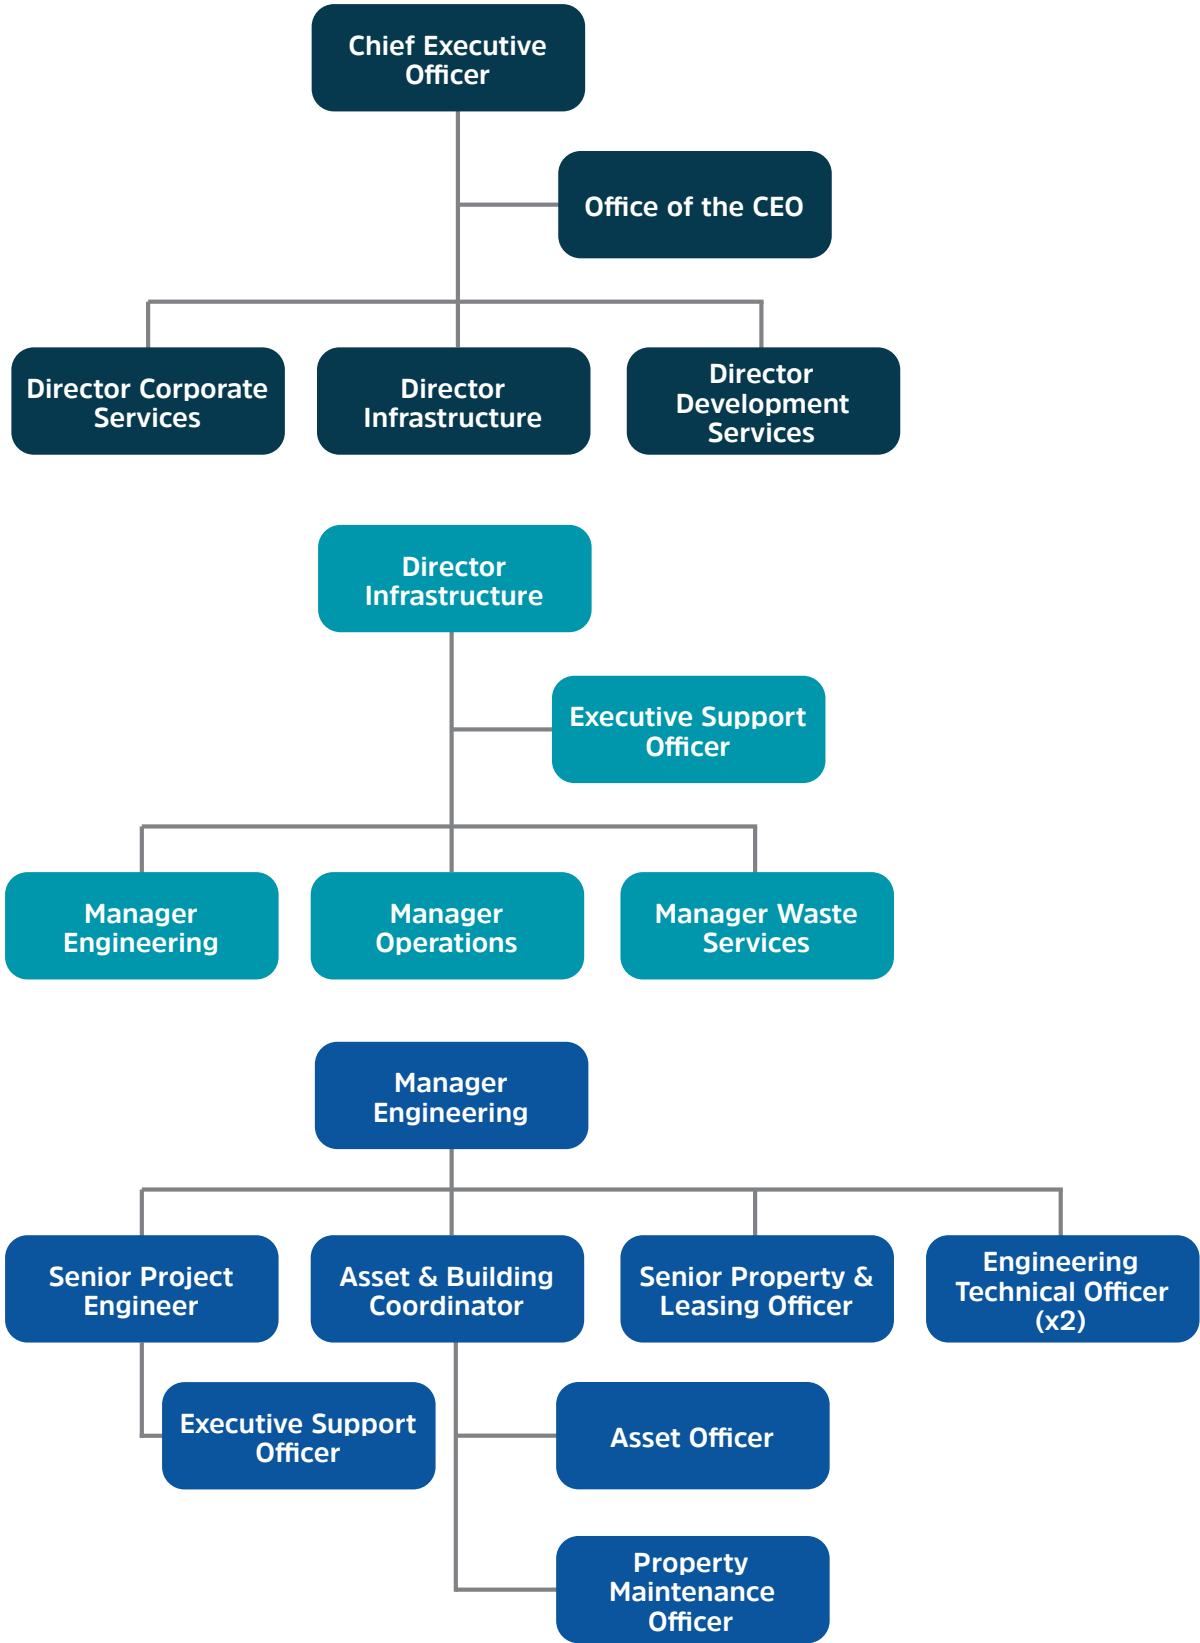 Chief Executive
Officer
Office of the CEO
Director Corporate
Services
Director
Infrastructure
Director
Development
Services
Director
Infrastructure
Executive Support
Officer
Manager
Engineering
Manager
Operations
Manager Waste
Services
Manager
Engineering
Senior Project
Engineer
Asset & Building
Coordinator
Senior Property &
Leasing Officer
Engineering
Technical Officer
(x2)
Executive Support
Officer
Asset Officer
Property
Maintenance
Officer